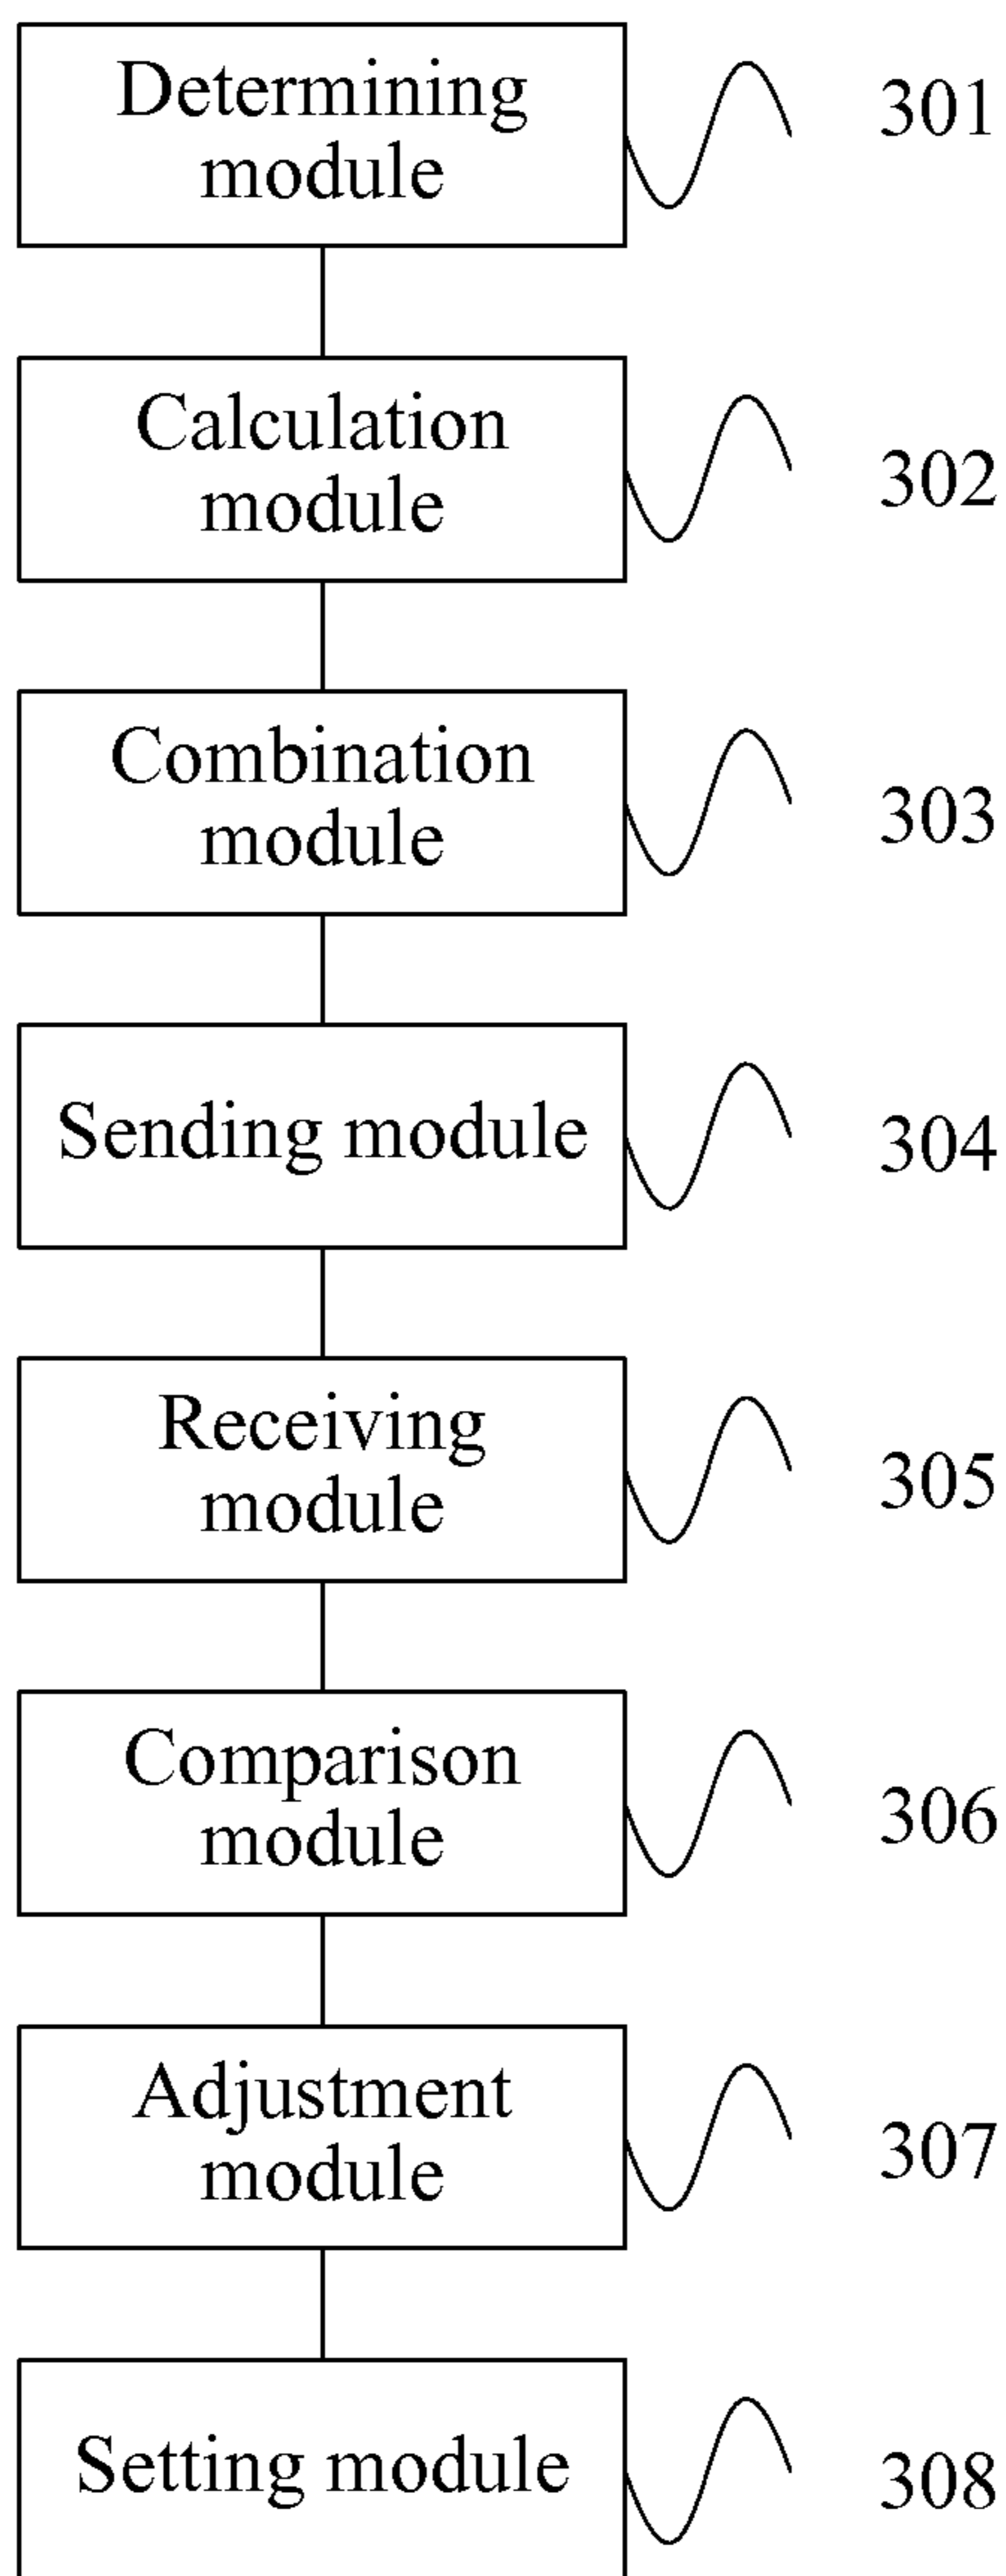 Determining
module
301
Calculation
module
302
Combination
module
303
Sending module
304
Receiving
module
305
Comparison
module
306
Adjustment
module
307
Setting module
308